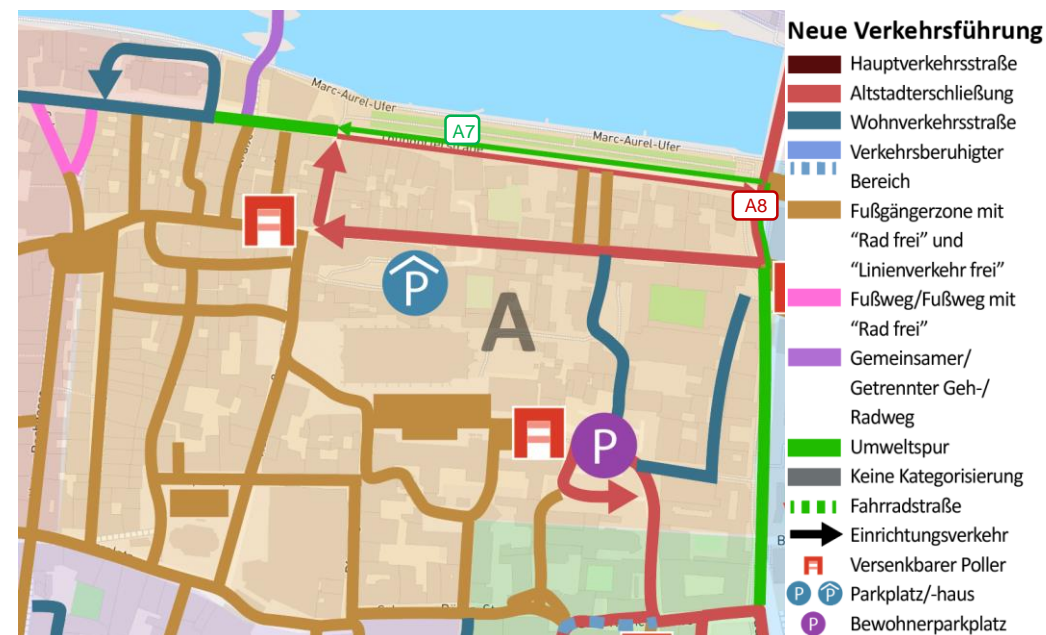 Neue Verkehrsführung
Hauptverkehrsstraße
Altstadterschließung
Wohnverkehrsstraße
Verkehrsberuhigter
Bereich
Fußgängerzone mit
“Rad frei” und
“Linienverkehr frei”
Fußweg/Fußweg mit
“Rad frei”
Gemeinsamer/
Getrennter Geh-/
Radweg
Umweltspur
Keine Kategorisierung
Fahrradstraße
Einrichtungsverkehr
Versenkbarer Poller
P P Parkplatz/-haus
P Bewohnerparkplatz
Marc-Aurel-Ufer
A7
Marc-Aurel-Ufer
A8
P
A
P